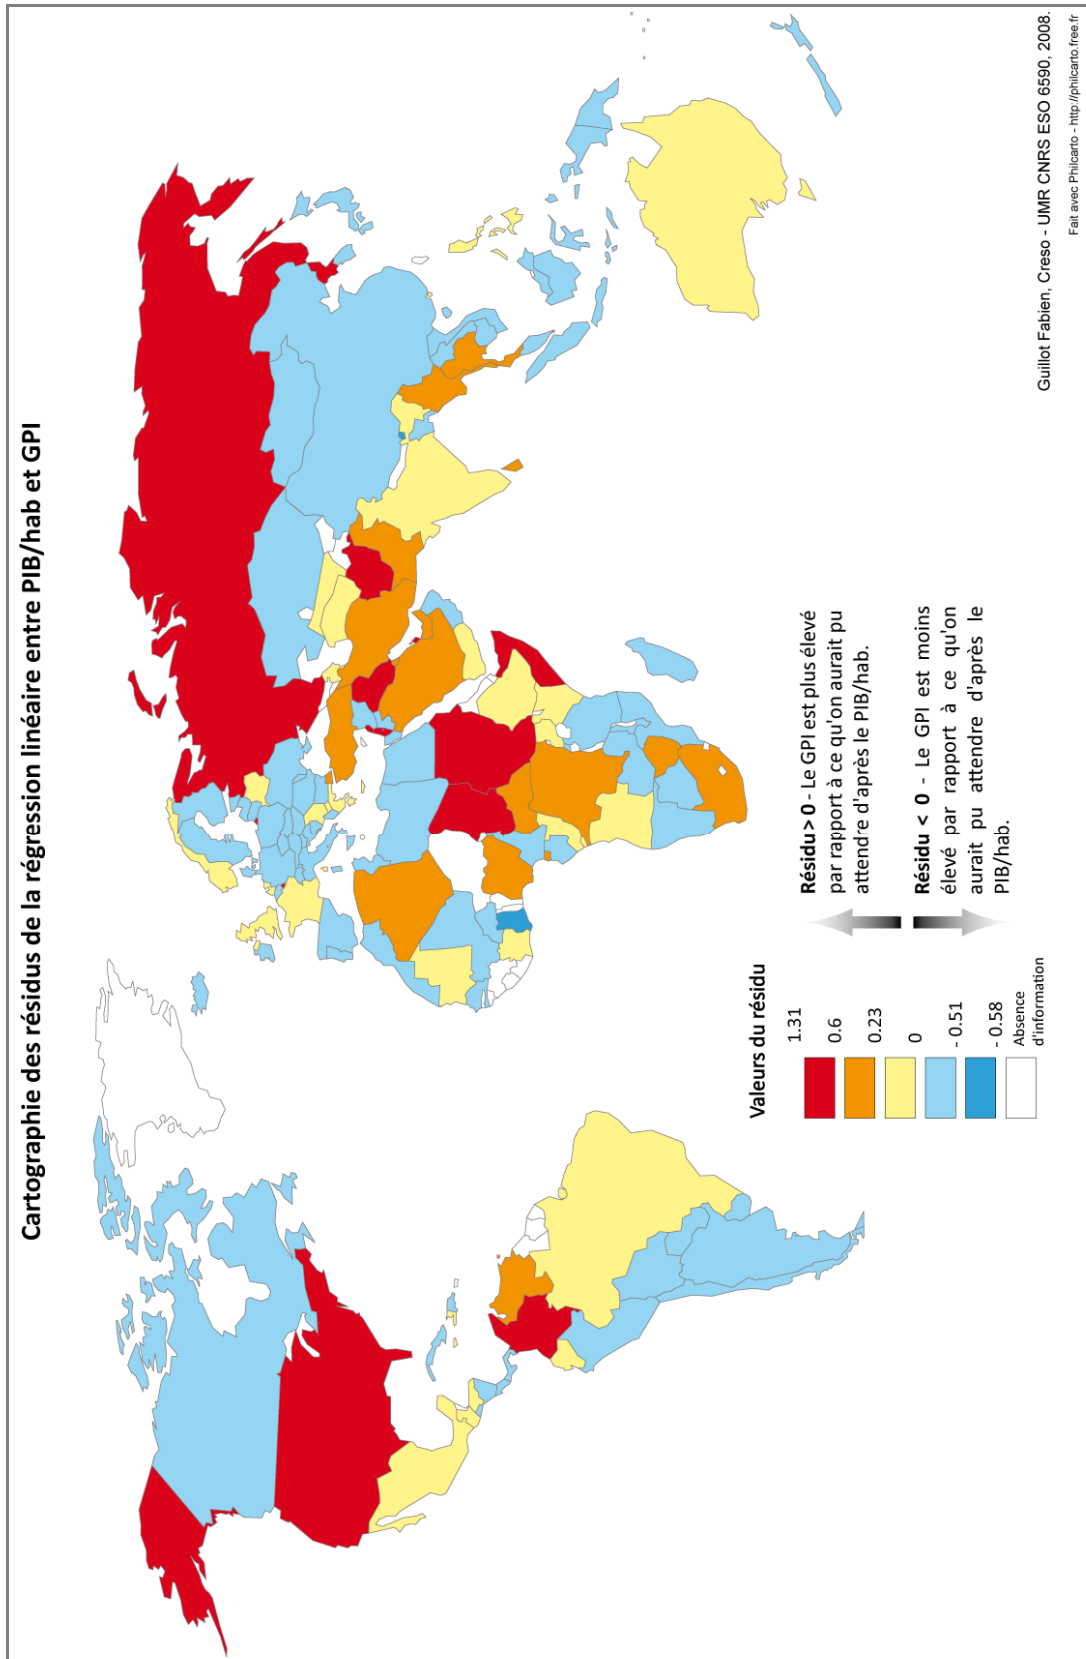 Cartographie des résidus de la régression linéaire entre PIB/hab et GPI
Valeurs du résidu
1.31
0.6
0.23
0
- 0.51
- 0.58
Absence
d'information
Résidu > 0 - Le GPI est plus élevé
par rapport à ce qu'on aurait pu
attendre d'après le PIB/hab.
Résidu < 0 - Le GPI est moins
élevé par rapport à ce qu'on
aurait pu attendre d'après le
PIB/hab.
Guillot Fabien, Creso - UMR CNRS ESO 6590, 2008.
Fait avec Philcarto - http://philcarto.free.fr